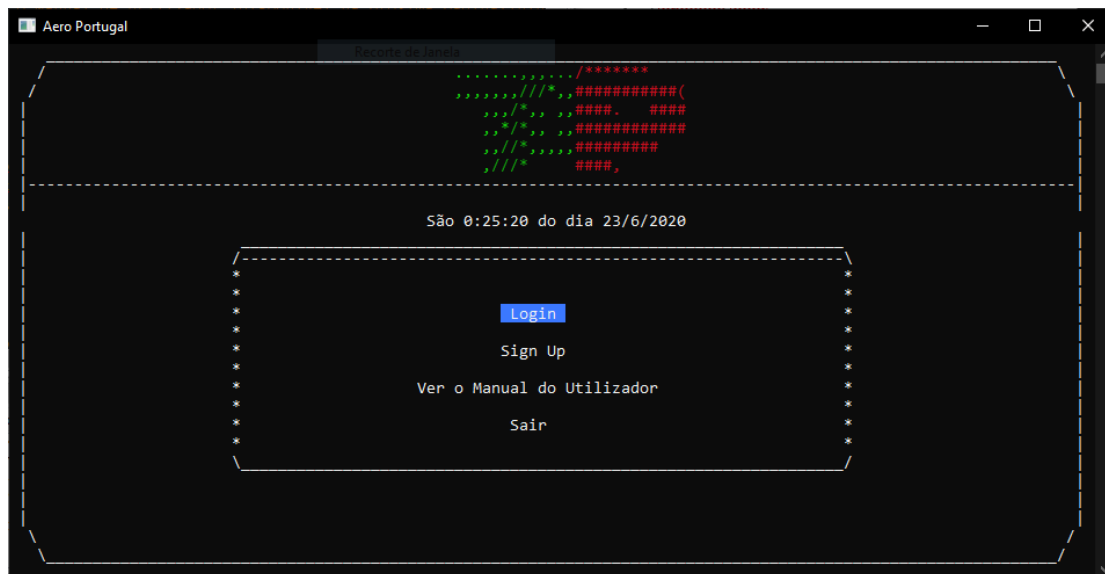 Aero Portugal
Recorte de Janela
São 0:25:20 do dia 23/6/2020
Login
Sign Up
Ver o Manual do Utilizador
Sair